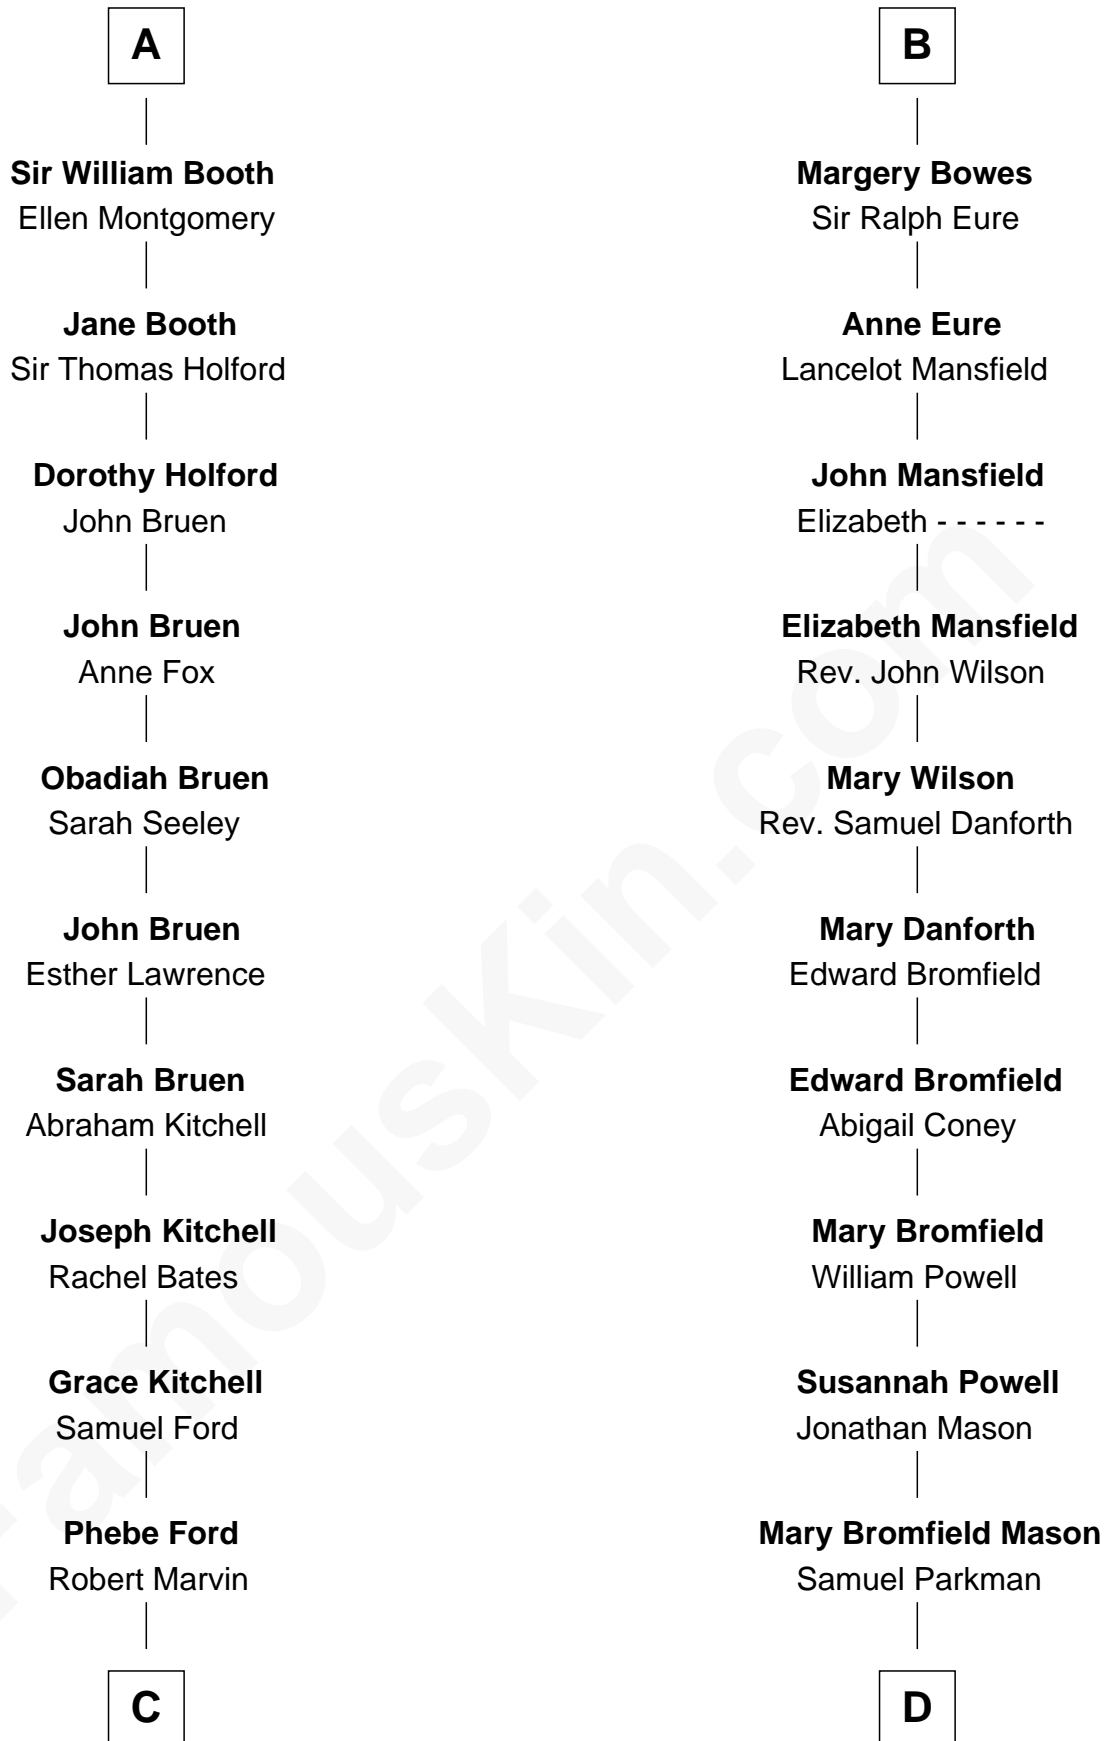 A
Sir William Booth
Ellen Montgomery
Jane Booth
Sir Thomas Holford
Dorothy Holford
John Bruen
John Bruen
Anne Fox
Obadiah Bruen
Sarah Seeley
John Bruen
Esther Lawrence
Sarah Bruen
Abraham Kitchell
Joseph Kitchell
Rachel Bates
Grace Kitchell
Samuel Ford
Phebe Ford
Robert Marvin
C
B
Margery Bowes
Sir Ralph Eure
Anne Eure
Lancelot Mansfield
John Mansfield
Elizabeth - - - - - -
Elizabeth Mansfield
Rev. John Wilson
Mary Wilson
Rev. Samuel Danforth
Mary Danforth
Edward Bromfield
Edward Bromfield
Abigail Coney
Mary Bromfield
William Powell
Susannah Powell
Jonathan Mason
Mary Bromfield Mason
Samuel Parkman
D
FamousKin.com